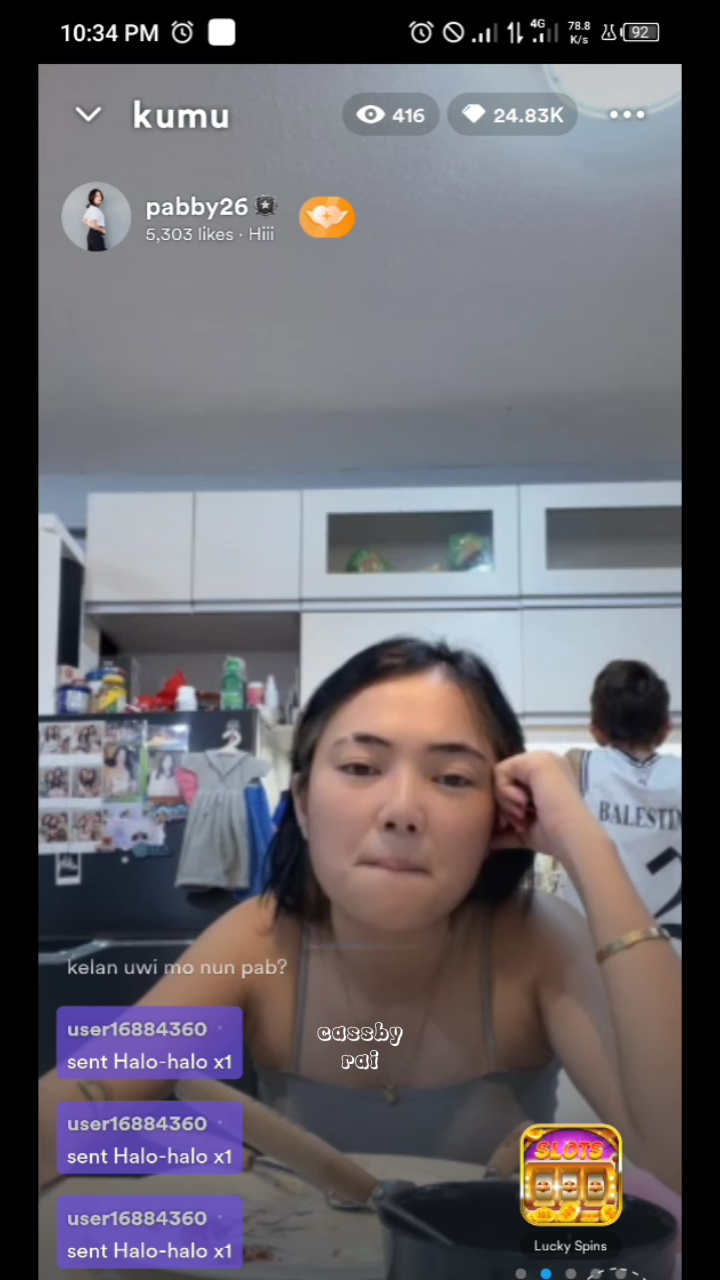 10:34 PM
4G
78.8
K/s
92
kumu
416
24.83K
pabby26
5,303 likes · Hiii
BALESTI
2
kelan uwi mo nun pab?
user16884360 ·
sent Halo-halo x1
cassby
rai
user16884360 ·
sent Halo-halo x1
SLOTS
user16884360 ·
sent Halo-halo x1
Lucky Spins